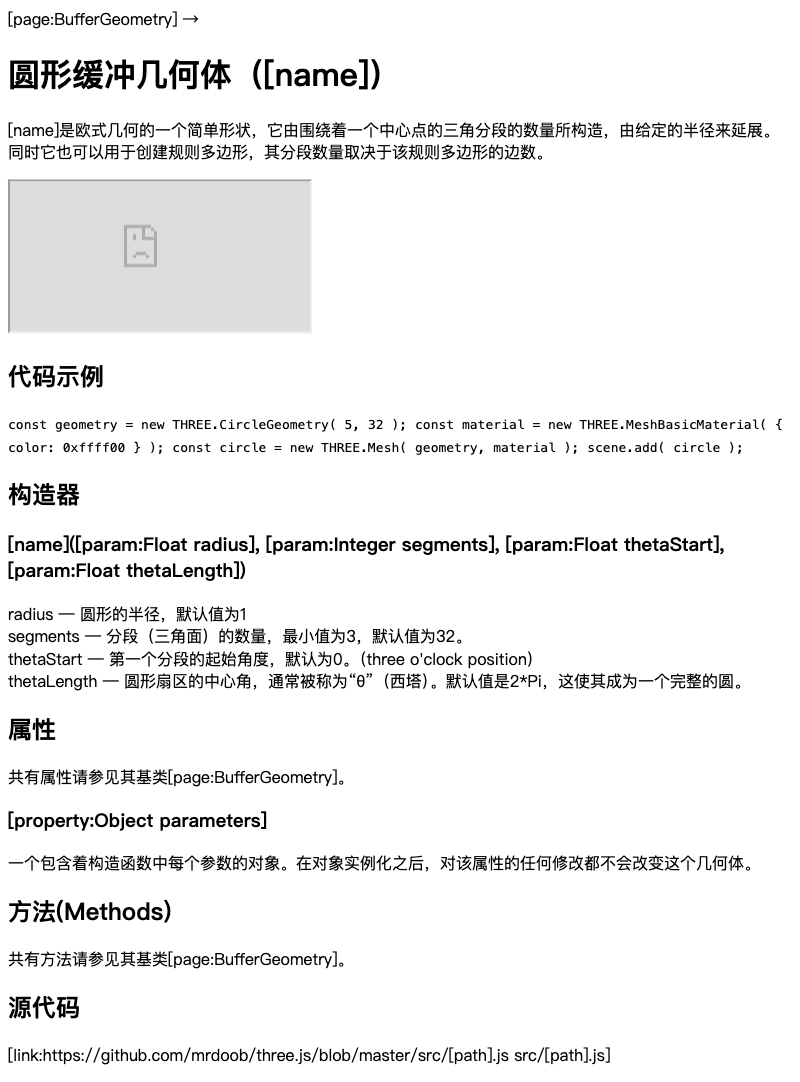 [page:BufferGeometry] →
圆形缓冲几何体（[name]）
[name]是欧式几何的一个简单形状，它由围绕着一个中心点的三角分段的数量所构造，由给定的半径来延展。
同时它也可以用于创建规则多边形，其分段数量取决于该规则多边形的边数。
代码示例
const geometry = new THREE.CircleGeometry( 5, 32 ); const material = new THREE.MeshBasicMaterial( {
color: 0xffff00 } ); const circle = new THREE.Mesh( geometry, material ); scene.add( circle );
构造器
[name]([param:Float radius], [param:Integer segments], [param:Float thetaStart],
[param:Float thetaLength])
radius — 圆形的半径，默认值为1
segments — 分段（三角面）的数量，最小值为3，默认值为32。
thetaStart — 第一个分段的起始角度，默认为0。(three o'clock position)
thetaLength — 圆形扇区的中心角，通常被称为“θ”（西塔）。默认值是2*Pi，这使其成为一个完整的圆。
属性
共有属性请参见其基类[page:BufferGeometry]。
[property:Object parameters]
一个包含着构造函数中每个参数的对象。在对象实例化之后，对该属性的任何修改都不会改变这个几何体。
方法(Methods)
共有方法请参见其基类[page:BufferGeometry]。
源代码
[link:https://github.com/mrdoob/three.js/blob/master/src/[path].js src/[path].js]